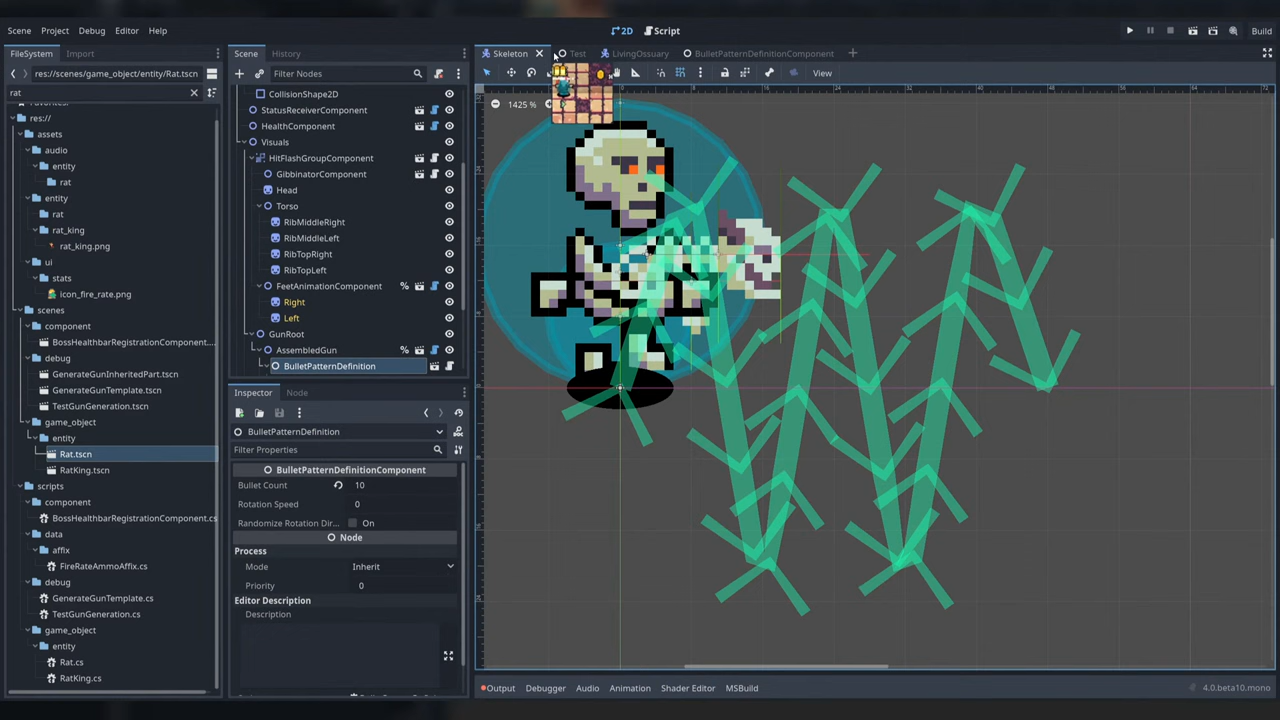 Scene Project Debug Editor Help
2D Script
Build
FileSystem Import
res://scenes/game_object/entity/Rat.tscn
rat
res://
assets
audio
entity
rat
entity
rat
rat_king
rat_king.png
ui
stats
icon_fire_rate.png
scenes
component
BossHealthbarRegistrationComponent....
debug
GenerateGunInheritedPart.tscn
GenerateGunTemplate.tscn
TestGunGeneration.tscn
game_object
entity
Rat.tscn
RatKing.tscn
scripts
component
BossHealthbarRegistrationComponent.cs
data
affix
FireRateAmmoAffix.cs
debug
GenerateGunTemplate.cs
TestGunGeneration.cs
game_object
entity
Rat.cs
RatKing.cs
Scene History
Filter Nodes
CollisionShape2D
StatusReceiverComponent
HealthComponent
Visuals
HitFlashGroupComponent
GibbinatorComponent
Head
Torso
RibMiddleRight
RibMiddleLeft
RibTopRight
RibTopLeft
FeetAnimationComponent %
Right
Left
GunRoot
AssembledGun %
BulletPatternDefinition
Inspector Node
BulletPatternDefinition
Filter Properties
BulletPatternDefinitionComponent
Bullet Count 10
Rotation Speed 0
Randomize Rotation Dir... On
Node
Process
Mode Inherit
Priority 0
Editor Description
Description
Skeleton Test LivingOssuary BulletPatternDefinitionComponent
View
1425 %
Output Debugger Audio Animation Shader Editor MSBuild
4.0.beta10.mono